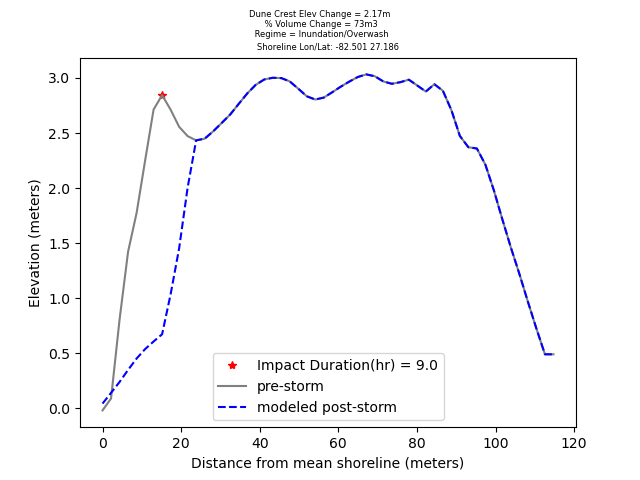 Dune Crest Elev Change = 2.17m
% Volume Change = 73m3
Regime = Inundation/Overwash
Shoreline Lon/Lat: -82.501 27.186
3.0
2.5
2.0
1.5
1.0
0.5
0.0
Elevation (meters)
Impact Duration(hr) = 9.0
pre-storm
modeled post-storm
0 20 40 60 80 100 120
Distance from mean shoreline (meters)